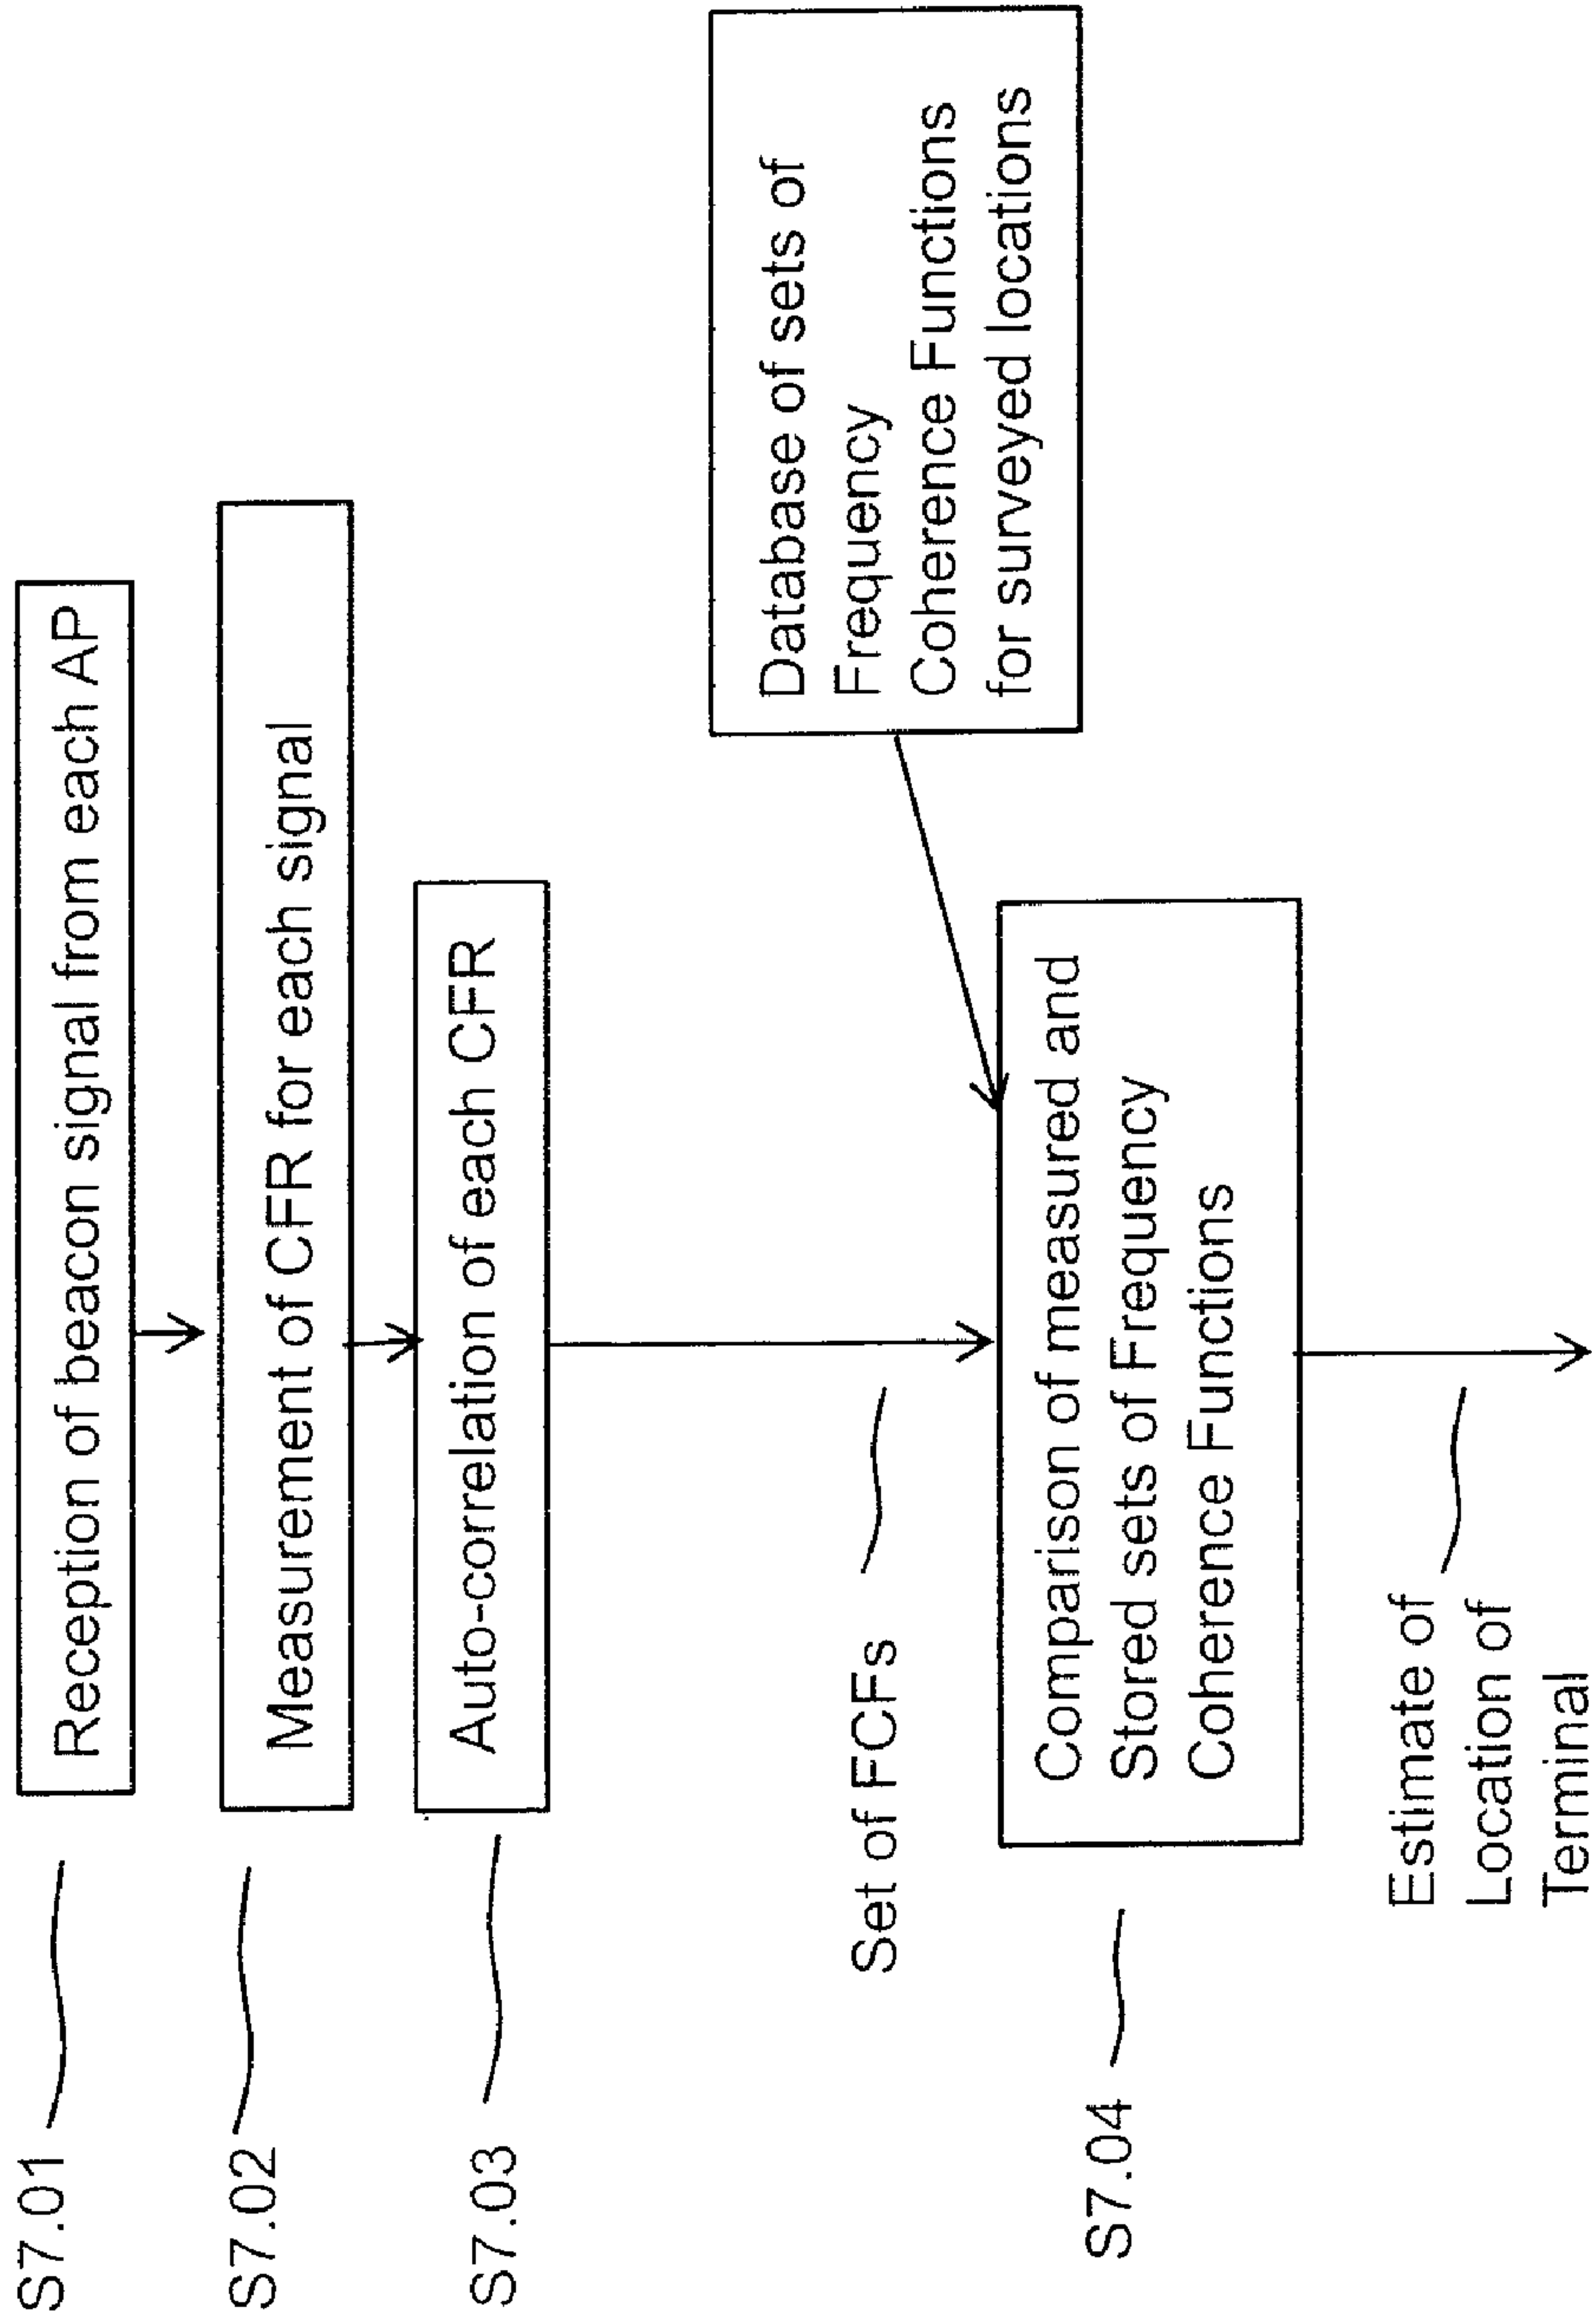 S7.01
Reception of beacon signal from each AP
S7.02
Measurement of CFR for each signal
S7.03
Auto-correlation of each CFR
Set of FCFs
Database of sets of
Frequency
Coherence Functions
for surveyed locations
S7.04
Comparison of measured and
Stored sets of Frequency
Coherence Functions
Estimate of
Location of
Terminal